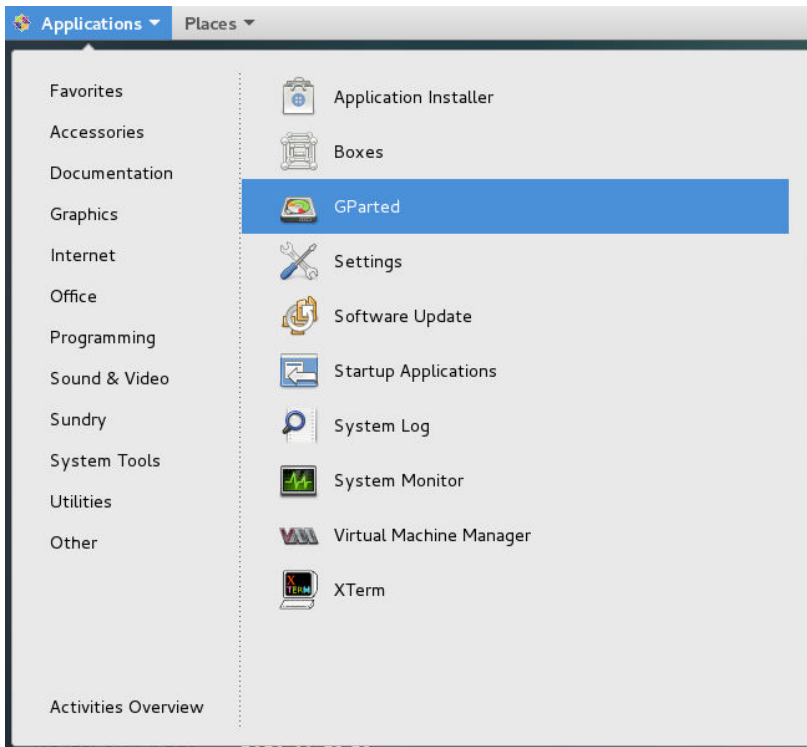 Applications Places
Favorites
Accessories
Documentation
Graphics
Internet
Office
Programming
Sound & Video
Sundry
System Tools
Utilities
Other
Activities Overview
Application Installer
Boxes
GParted
Settings
Software Update
Startup Applications
System Log
System Monitor
Virtual Machine Manager
XTerm
X
TERM